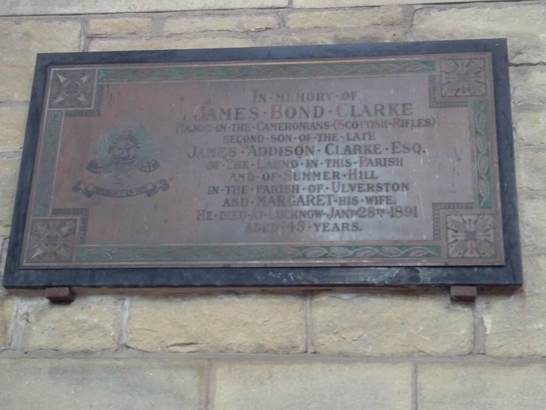 IN·MEMORY·OF
JAMES·BOND·CLARKE
MAJOR·IN·THE·CAMERONIANS·(SCOTTISH·RIFLES)
SECOND·SON·OF·THE·LATE
JAMES·ADDISON·CLARKE·ESQ.
OF·THE·LAUND·IN·THIS·PARISH
AND·OF·SUMMER·HILL
IN·THE·PARISH·OF·ULVERSTON
AND·MARGARET·HIS·WIFE.
HE·DIED·AT·LUCKNOW·JANY·28TH·1891
AGED·45·YEARS.